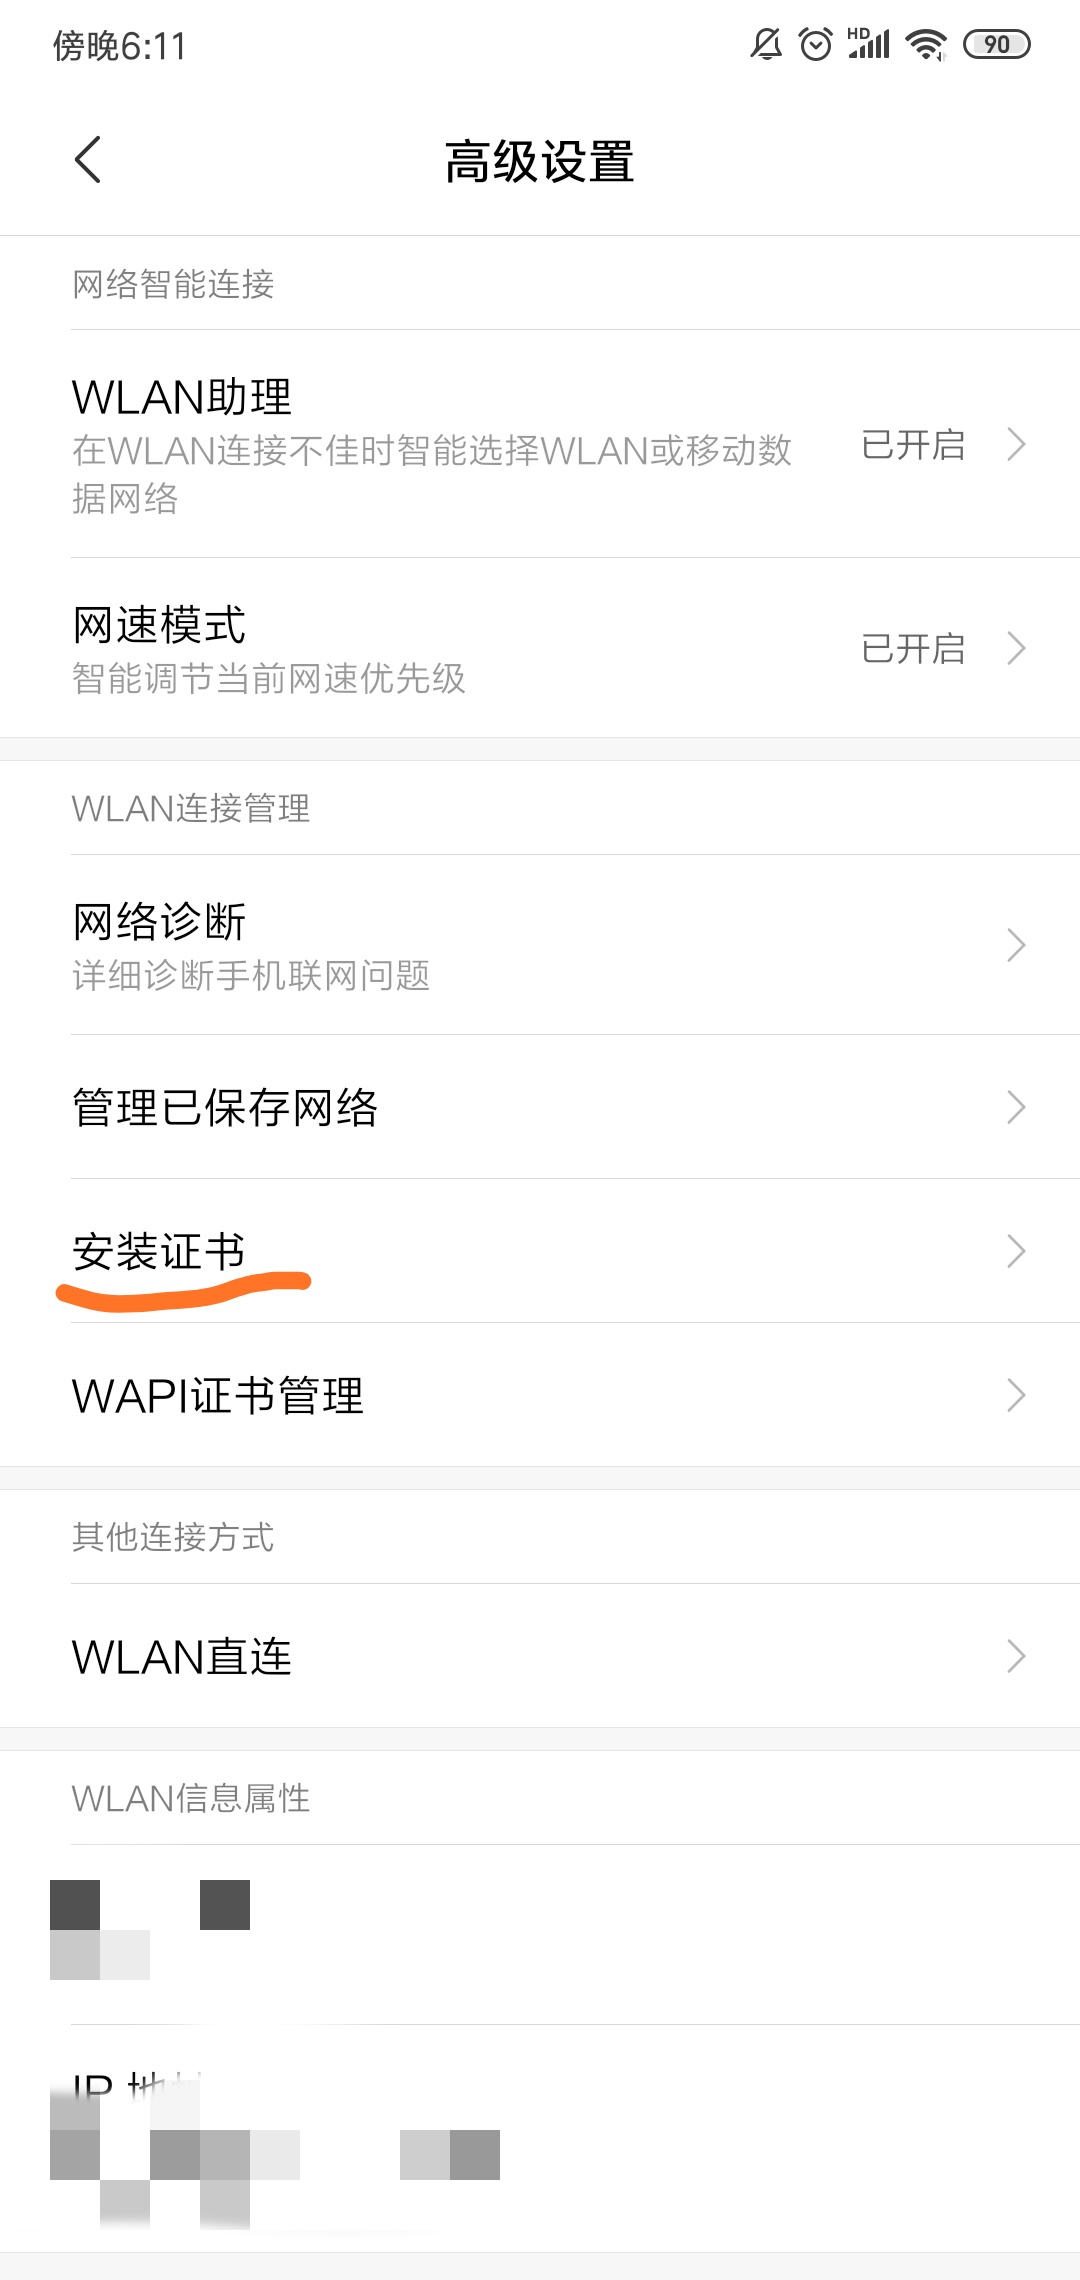 傍晚6:11
HD
90
高级设置
网络智能连接
WLAN助理
在WLAN连接不佳时智能选择WLAN或移动数
据网络
已开启
网速模式
智能调节当前网速优先级
已开启
WLAN连接管理
网络诊断
详细诊断手机联网问题
管理已保存网络
安装证书
WAPI证书管理
其他连接方式
WLAN直连
WLAN信息属性
IP